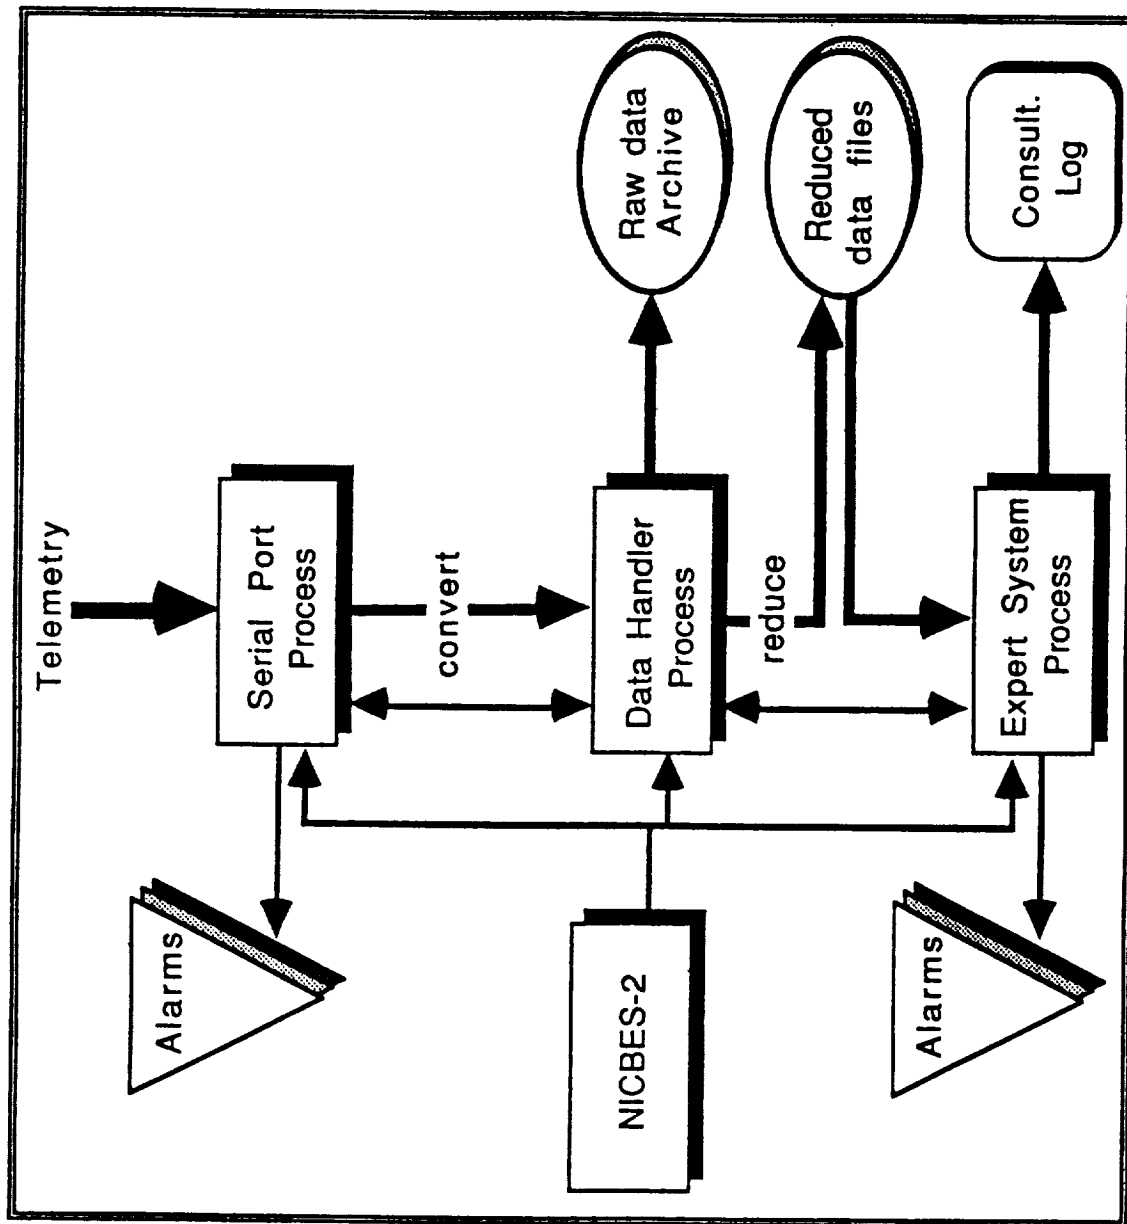 Telemetry
Alarms
Serial Port
Process
convert
NICBES-2
Data Handler
Process
Raw data
Archive
reduce
Reduced
data files
Alarms
Expert System
Process
Consult.
Log